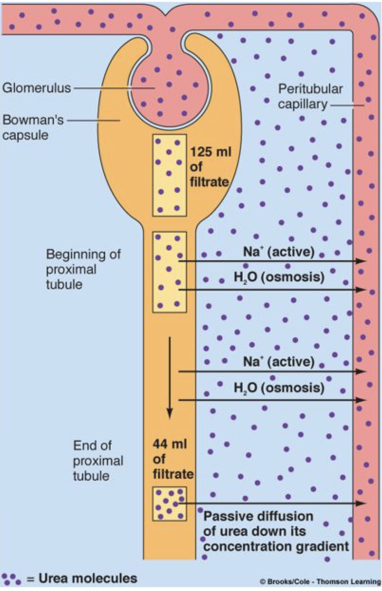 Glomerulus
Bowman's
capsule
Peritubular
capillary
125 ml
of
filtrate
Beginning of
proximal
tubule
Na⁺ (active)
H₂O (osmosis)
Na⁺ (active)
H₂O (osmosis)
End of
proximal
tubule
44 ml
of
filtrate
Passive diffusion
of urea down its
concentration gradient
= Urea molecules
© Brooks/Cole - Thomson Learning